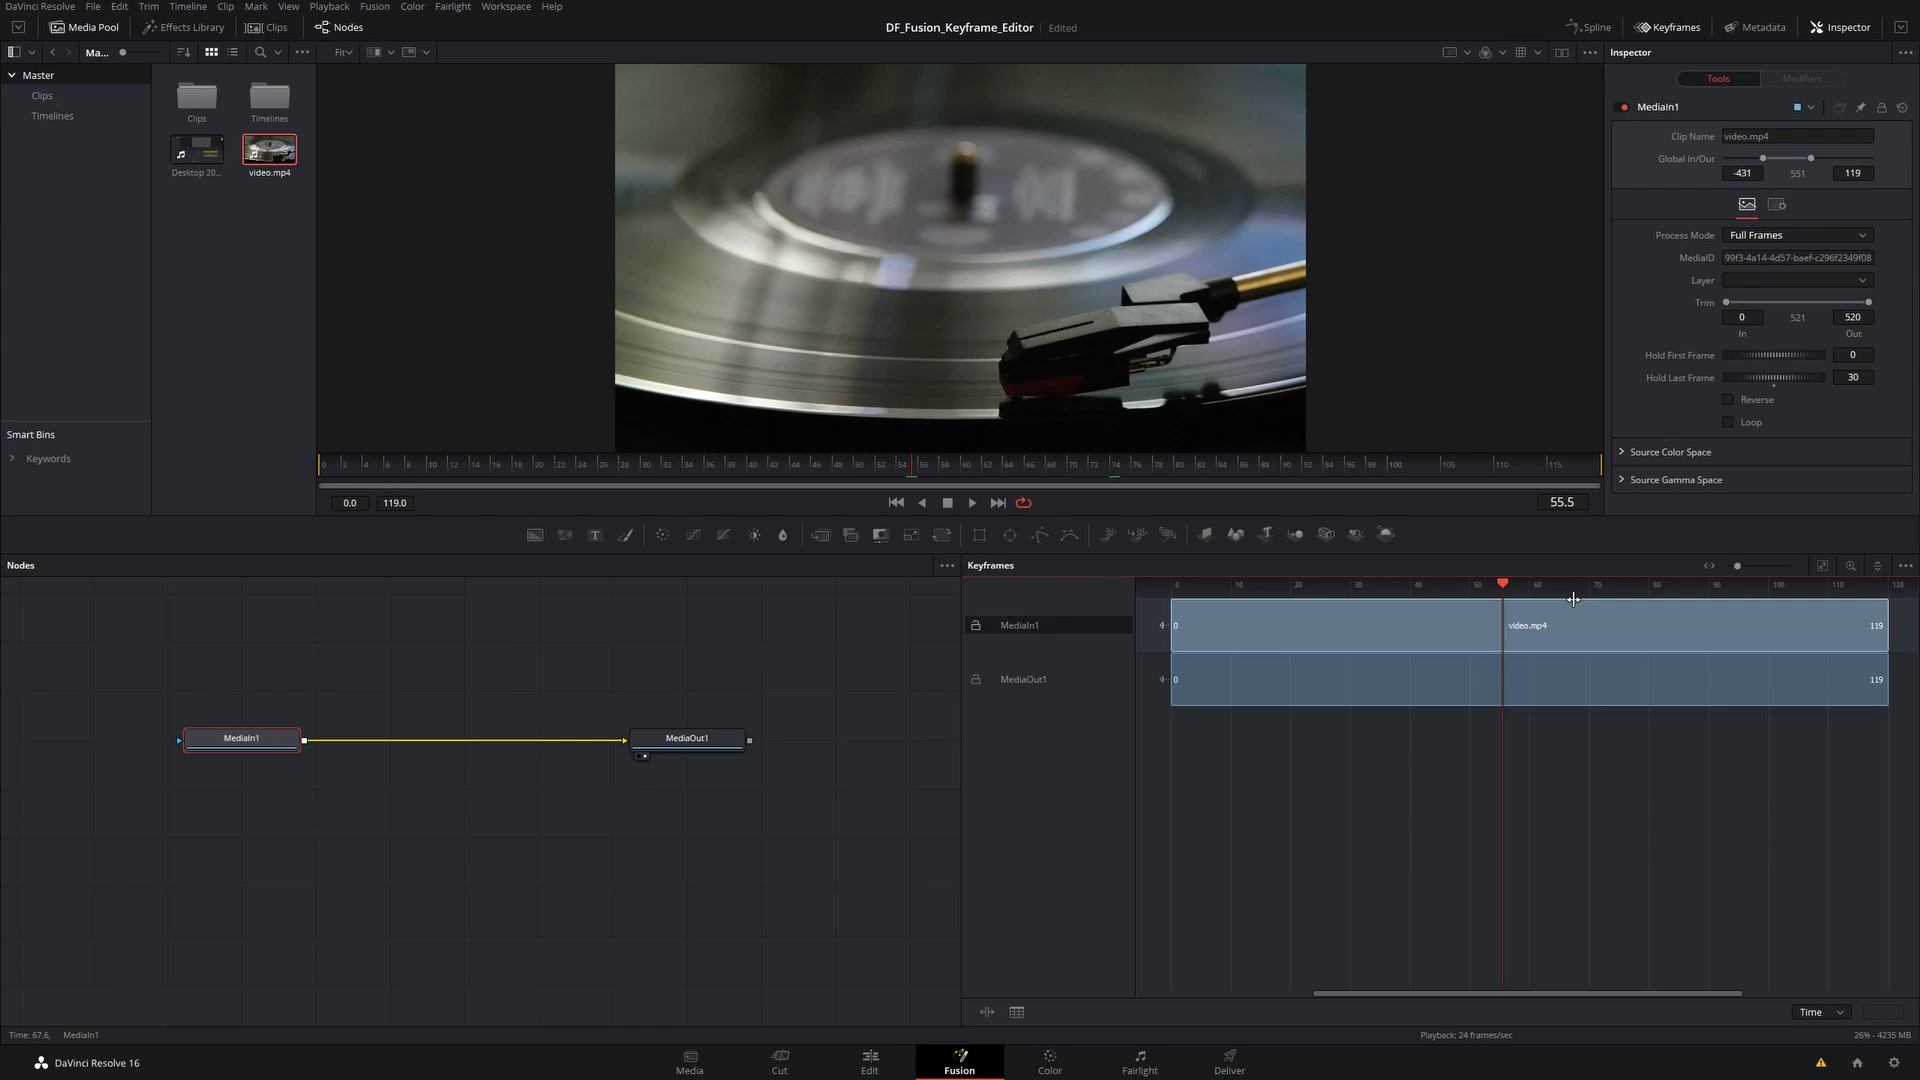 DaVinci Resolve File Edit Trim Timeline Clip Mark View Playback Fusion Color Fairlight Workspace Help
Media Pool Effects Library Clips Nodes DF_Fusion_Keyframe_Editor Edited Spline Keyframes Metadata Inspector
Ma... Fit Inspector
Master
Clips
Timelines
Clips Timelines
Desktop 20... video.mp4
Smart Bins
Keywords
Tools Modifiers
MediaIn1
Clip Name video.mp4
Global In/Out
-431 551 119
Process Mode Full Frames
MediaID 99f3-4a14-4d57-baef-c296f2349f08
Layer
Trim
0 521 520
In Out
Hold First Frame 0
Hold Last Frame 30
Reverse
Loop
Source Color Space
Source Gamma Space
0 2 4 6 8 10 12 14 16 18 20 22 24 26 28 30 32 34 36 38 40 42 44 46 48 50 52 54 56 58 60 62 64 66 68 70 72 74 76 78 80 82 84 86 88 90 92 94 96 98 100 105 110 115
0.0 119.0 55.5
Nodes
MediaIn1 MediaOut1
Keyframes
0 10 20 30 40 50 60 70 80 90 100 110 120
MediaIn1 0 video.mp4 119
MediaOut1 0 119
Time
Time: 67.6, MediaIn1 Playback: 24 frames/sec 26% - 4235 MB
DaVinci Resolve 16 Media Cut Edit Fusion Color Fairlight Deliver